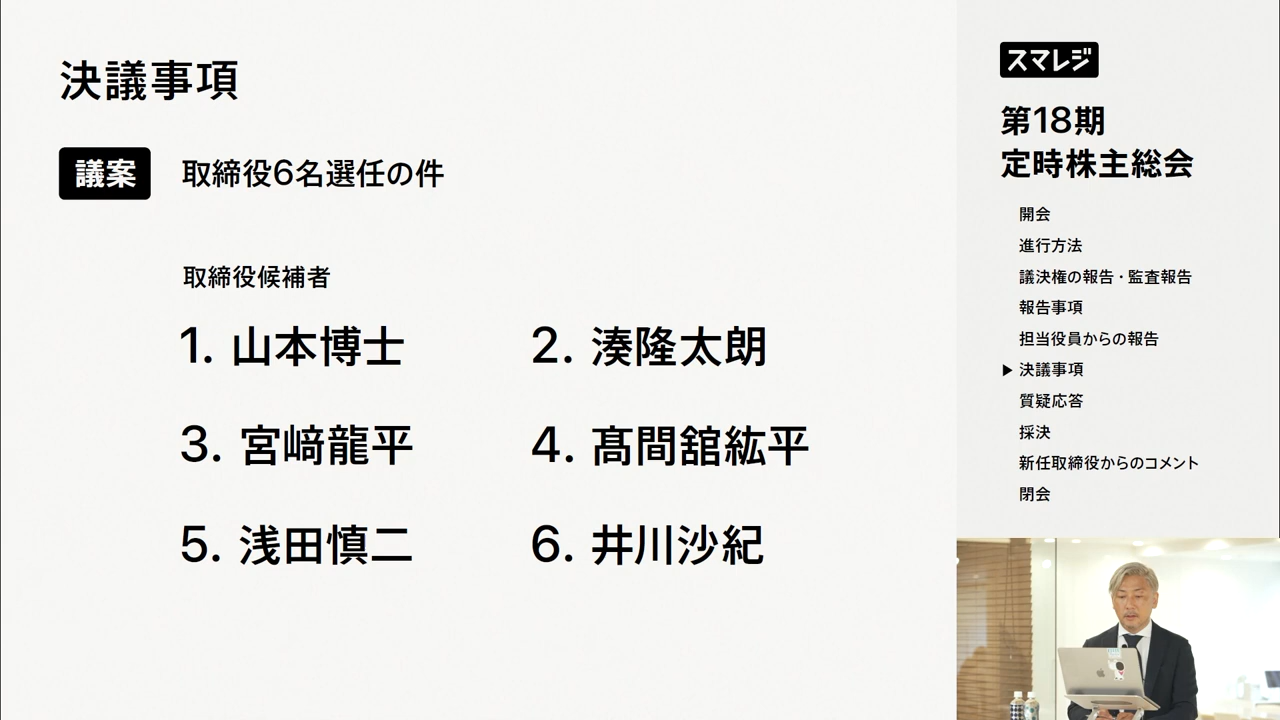 決議事項
議案 取締役6名選任の件
取締役候補者
1. 山本博士 2. 湊隆太朗
3. 宮﨑龍平 4. 髙間舘紘平
5. 浅田慎二 6. 井川沙紀
スマレジ
第18期
定時株主総会
開会
進行方法
議決権の報告・監査報告
報告事項
担当役員からの報告
▶ 決議事項
質疑応答
採決
新任取締役からのコメント
閉会